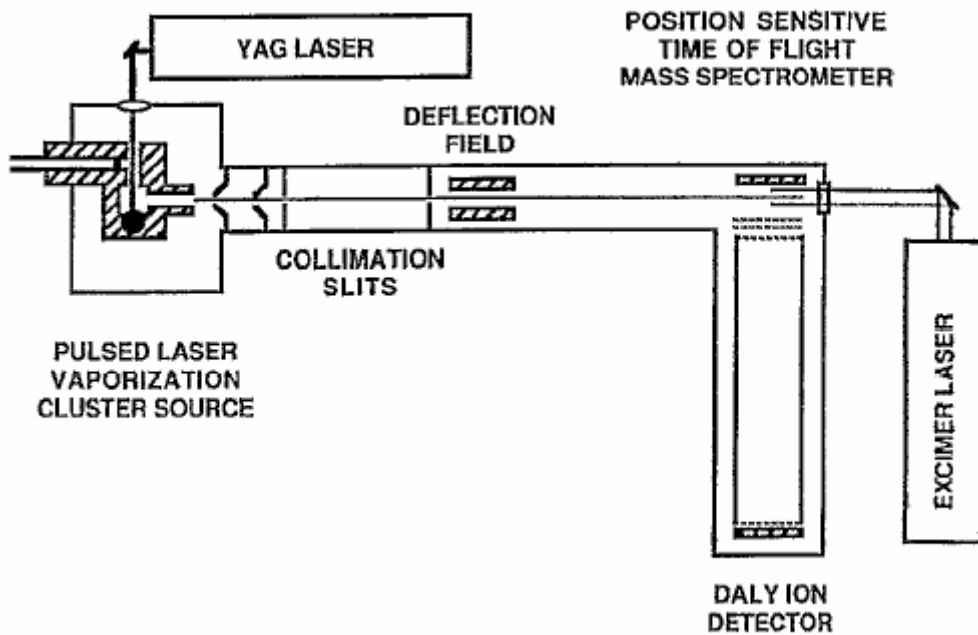 YAG LASER
POSITION SENSITIVE
TIME OF FLIGHT
MASS SPECTROMETER
DEFLECTION
FIELD
COLLIMATION
SLITS
PULSED LASER
VAPORIZATION
CLUSTER SOURCE
EXCIMER LASER
DALY ION
DETECTOR